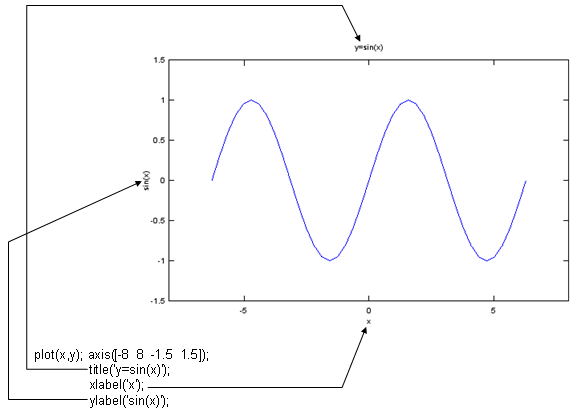 y=sin(x)
1.5
1
0.5
0
-0.5
-1
-1.5
sin(x)
-5
0
5
x
plot(x,y); axis([-8 8 -1.5 1.5]);
title('y=sin(x)');
xlabel('x');
ylabel('sin(x)');